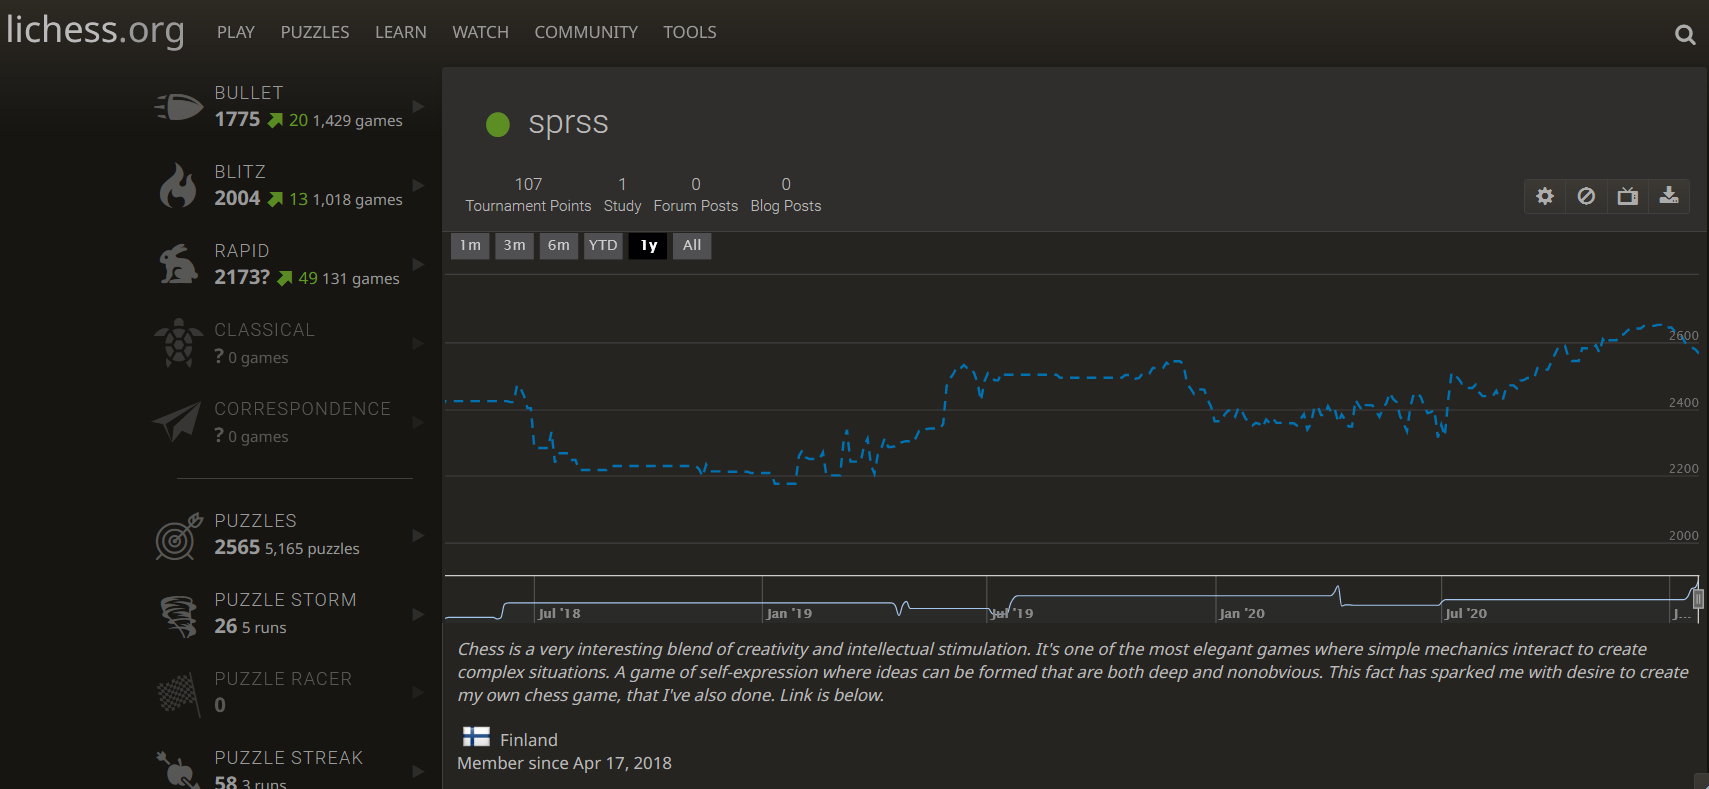 lichess.org PLAY PUZZLES LEARN WATCH COMMUNITY TOOLS
BULLET
1775 20 1,429 games
BLITZ
2004 13 1,018 games
RAPID
2173? 49 131 games
CLASSICAL
? 0 games
CORRESPONDENCE
? 0 games
PUZZLES
2565 5,165 puzzles
PUZZLE STORM
26 5 runs
PUZZLE RACER
0
PUZZLE STREAK
58 3 runs
sprss
107 1 0 0
Tournament Points Study Forum Posts Blog Posts
1m 3m 6m YTD 1y All
2600
2400
2200
2000
Jul '18 Jan '19 Jul '19 Jan '20 Jul '20 J...
Chess is a very interesting blend of creativity and intellectual stimulation. It's one of the most elegant games where simple mechanics interact to create
complex situations. A game of self-expression where ideas can be formed that are both deep and nonobvious. This fact has sparked me with desire to create
my own chess game, that I've also done. Link is below.
Finland
Member since Apr 17, 2018